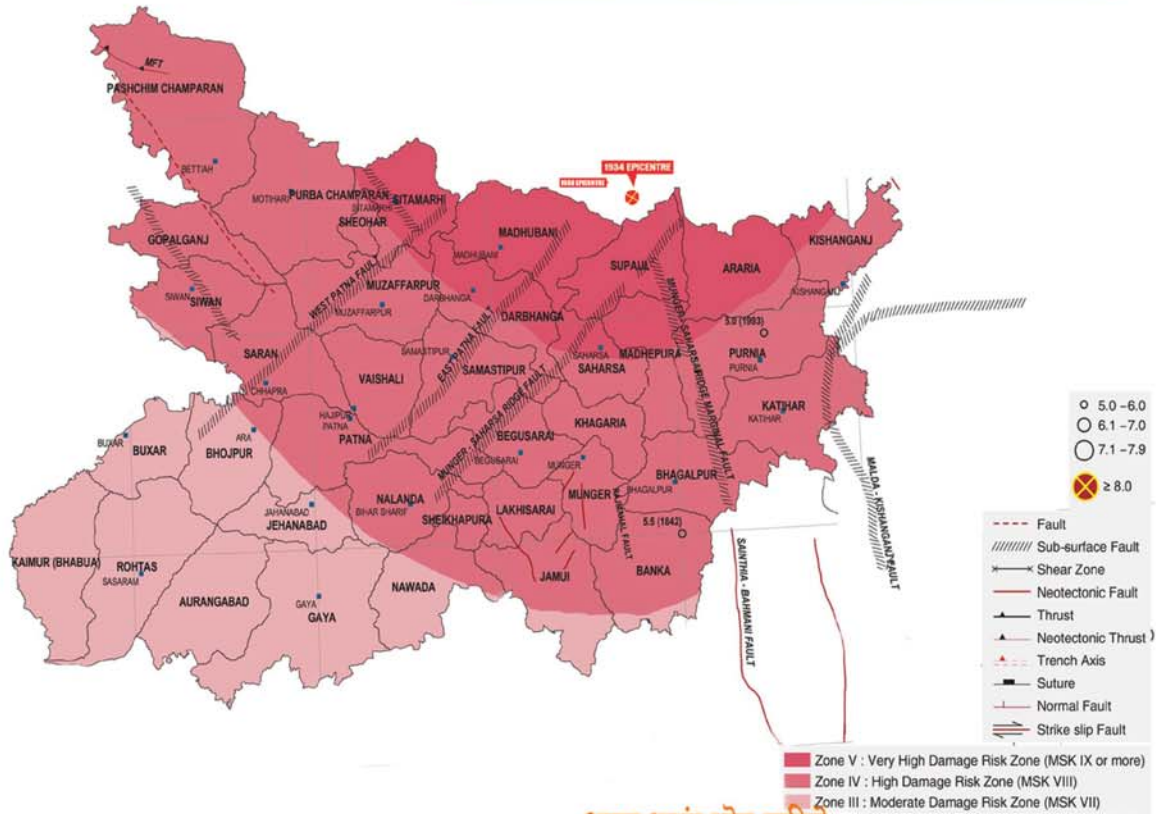 MFT
PASHCHIM CHAMPARAN
BETTIAH
1934 EPICENTRE
PURBA CHAMPARAN
MOTIHARI
SITAMARHI
SITAMARHI
SHEOHAR
GOPALGANJ
MADHUBANI
MADHUBANI
KISHANGANJ
KISHANGANJ
SUPAUL
ARARIA
SIWAN
SIWAN
WEST PATNA FAULT
MUZAFFARPUR
MUZAFFARPUR
DARBHANGA
DARBHANGA
MUNGER - SAHARSA RIDGE MARGINAL FAULT
5.0 (1993)
SARAN
CHHAPRA
VAISHALI
SAMASTIPUR
EAST PATNA FAULT
SAMASTIPUR
SAHARSA
SAHARSA
MADHEPURA
PURNIA
PURNIA
HAJIPUR
PATNA
PATNA
MUNGER - SAHARSA RIDGE FAULT
KHAGARIA
KATIHAR
KATIHAR
BUXAR
BUXAR
ARA
BHOJPUR
BEGUSARAI
BEGUSARAI
MUNGER
MUNGER
BHAGALPUR
BHAGALPUR
MALDA - KISHANGANJ FAULT
NALANDA
BIHAR SHARIF
SHEIKHAPURA
LAKHISARAI
JAHANABAD
JEHANABAD
5.5 (1842)
KAIMUR (BHABUA)
ROHTAS
SASARAM
AURANGABAD
GAYA
GAYA
NAWADA
JAMUI
BANKA
SAINTHIA - BAHMANI FAULT
5.0 –6.0
6.1 –7.0
7.1 –7.9
≥ 8.0
Fault
Sub-surface Fault
Shear Zone
Neotectonic Fault
Thrust
Neotectonic Thrust
Trench Axis
Suture
Normal Fault
Strike slip Fault
Zone V : Very High Damage Risk Zone (MSK IX or more)
Zone IV : High Damage Risk Zone (MSK VIII)
Zone III : Moderate Damage Risk Zone (MSK VII)